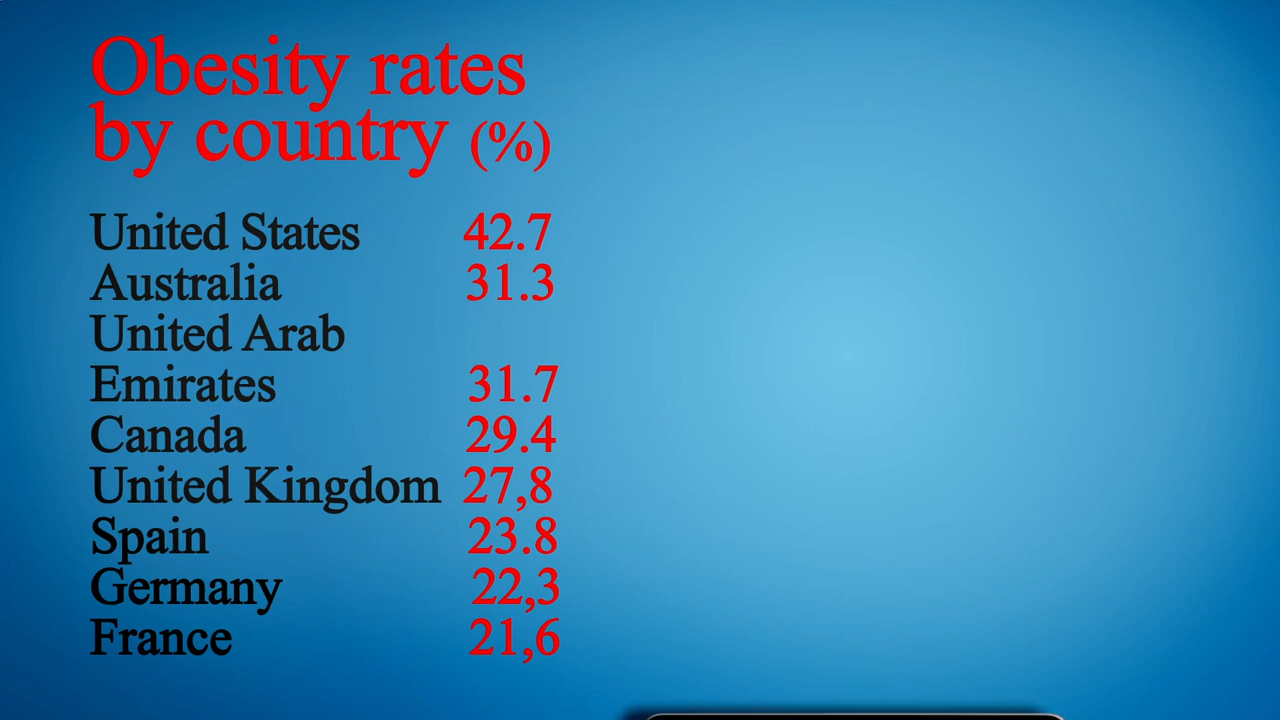 Obesity rates
by country (%)
United States 42.7
Australia 31.3
United Arab
Emirates 31.7
Canada 29.4
United Kingdom 27,8
Spain 23.8
Germany 22,3
France 21,6